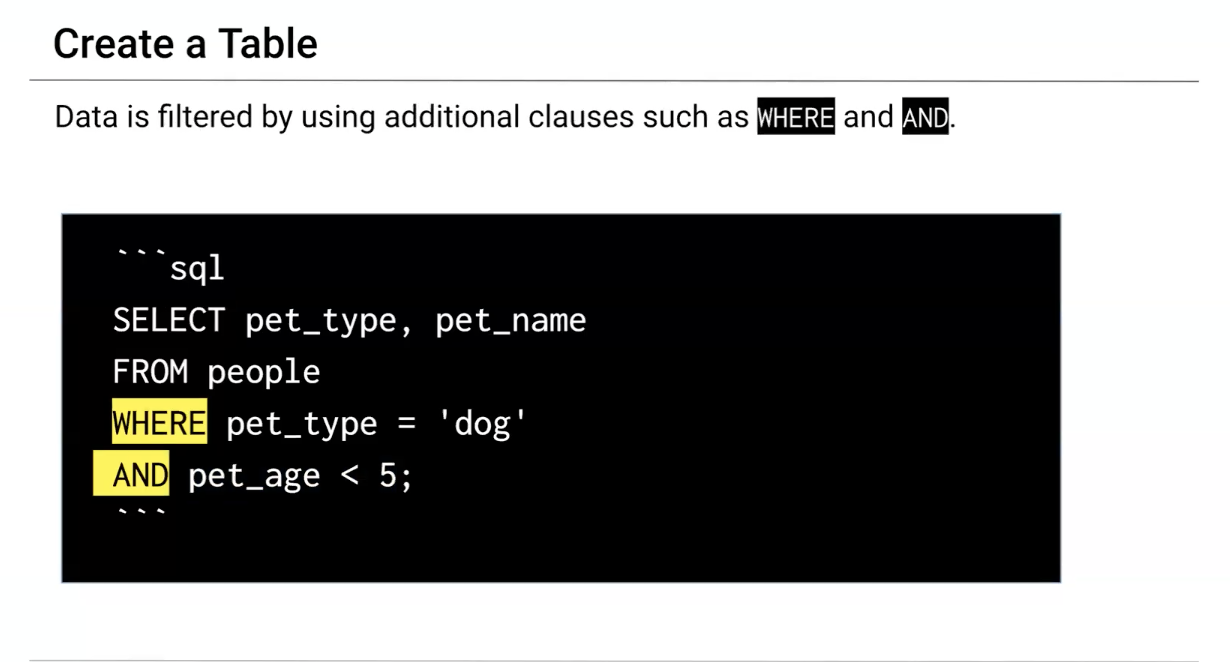 Create a Table
Data is filtered by using additional clauses such as WHERE and AND.
```sql
SELECT pet_type, pet_name
FROM people
WHERE pet_type = 'dog'
AND pet_age < 5;
```